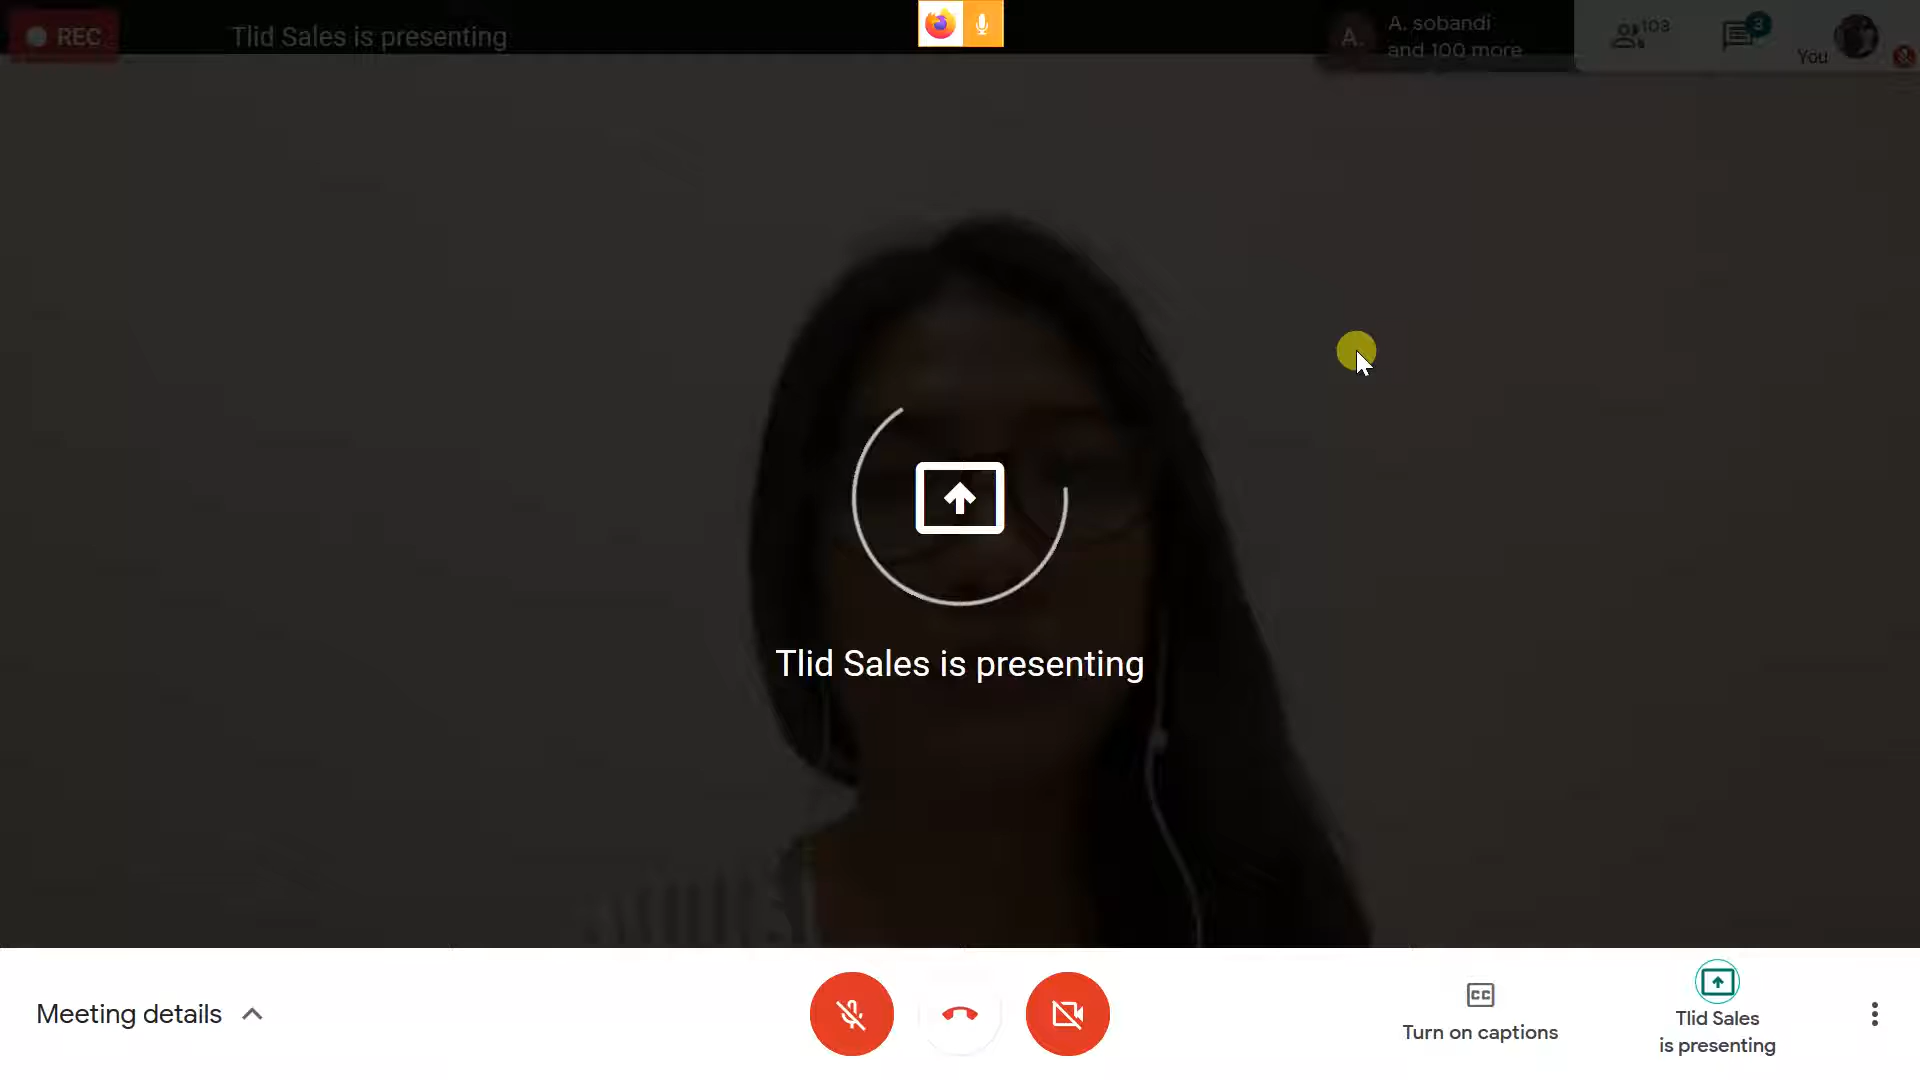 REC
Tlid Sales is presenting
A.
A. sobandi
and 100 more
103
3
You
Tlid Sales is presenting
Meeting details
CC
Turn on captions
Tlid Sales
is presenting